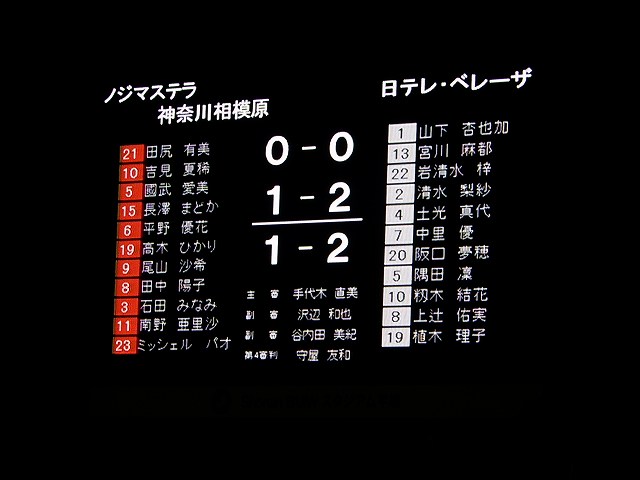 ノジマステラ
神奈川相模原
21 田尻 有美
10 吉見 夏稀
5 國武 愛美
15 長澤 まどか
6 平野 優花
19 高木 ひかり
9 尾山 沙希
8 田中 陽子
3 石田 みなみ
11 南野 亜里沙
23 ミッシェル パオ
0 - 0
1 - 2
1 - 2
主 審 手代木 直美
副 審 沢辺 和也
副 審 谷内田 美紀
第4審判 守屋 友和
日テレ・ベレーザ
1 山下 杏也加
13 宮川 麻都
22 岩清水 梓
2 清水 梨紗
4 土光 真代
7 中里 優
20 阪口 夢穂
5 隅田 凜
10 籾木 結花
8 上辻 佑実
19 植木 理子